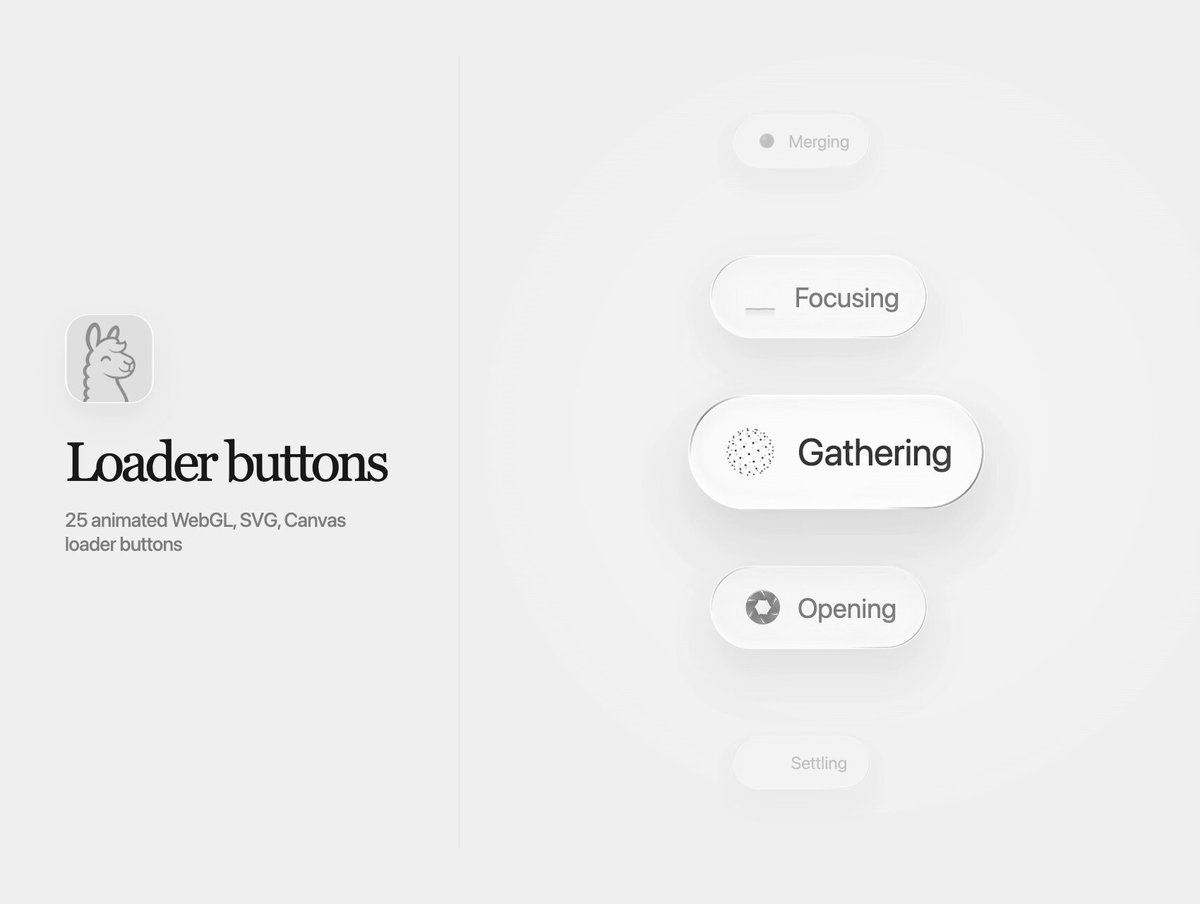 Loader buttons
25 animated WebGL, SVG, Canvas
loader buttons
Merging
Focusing
Gathering
Opening
Settling